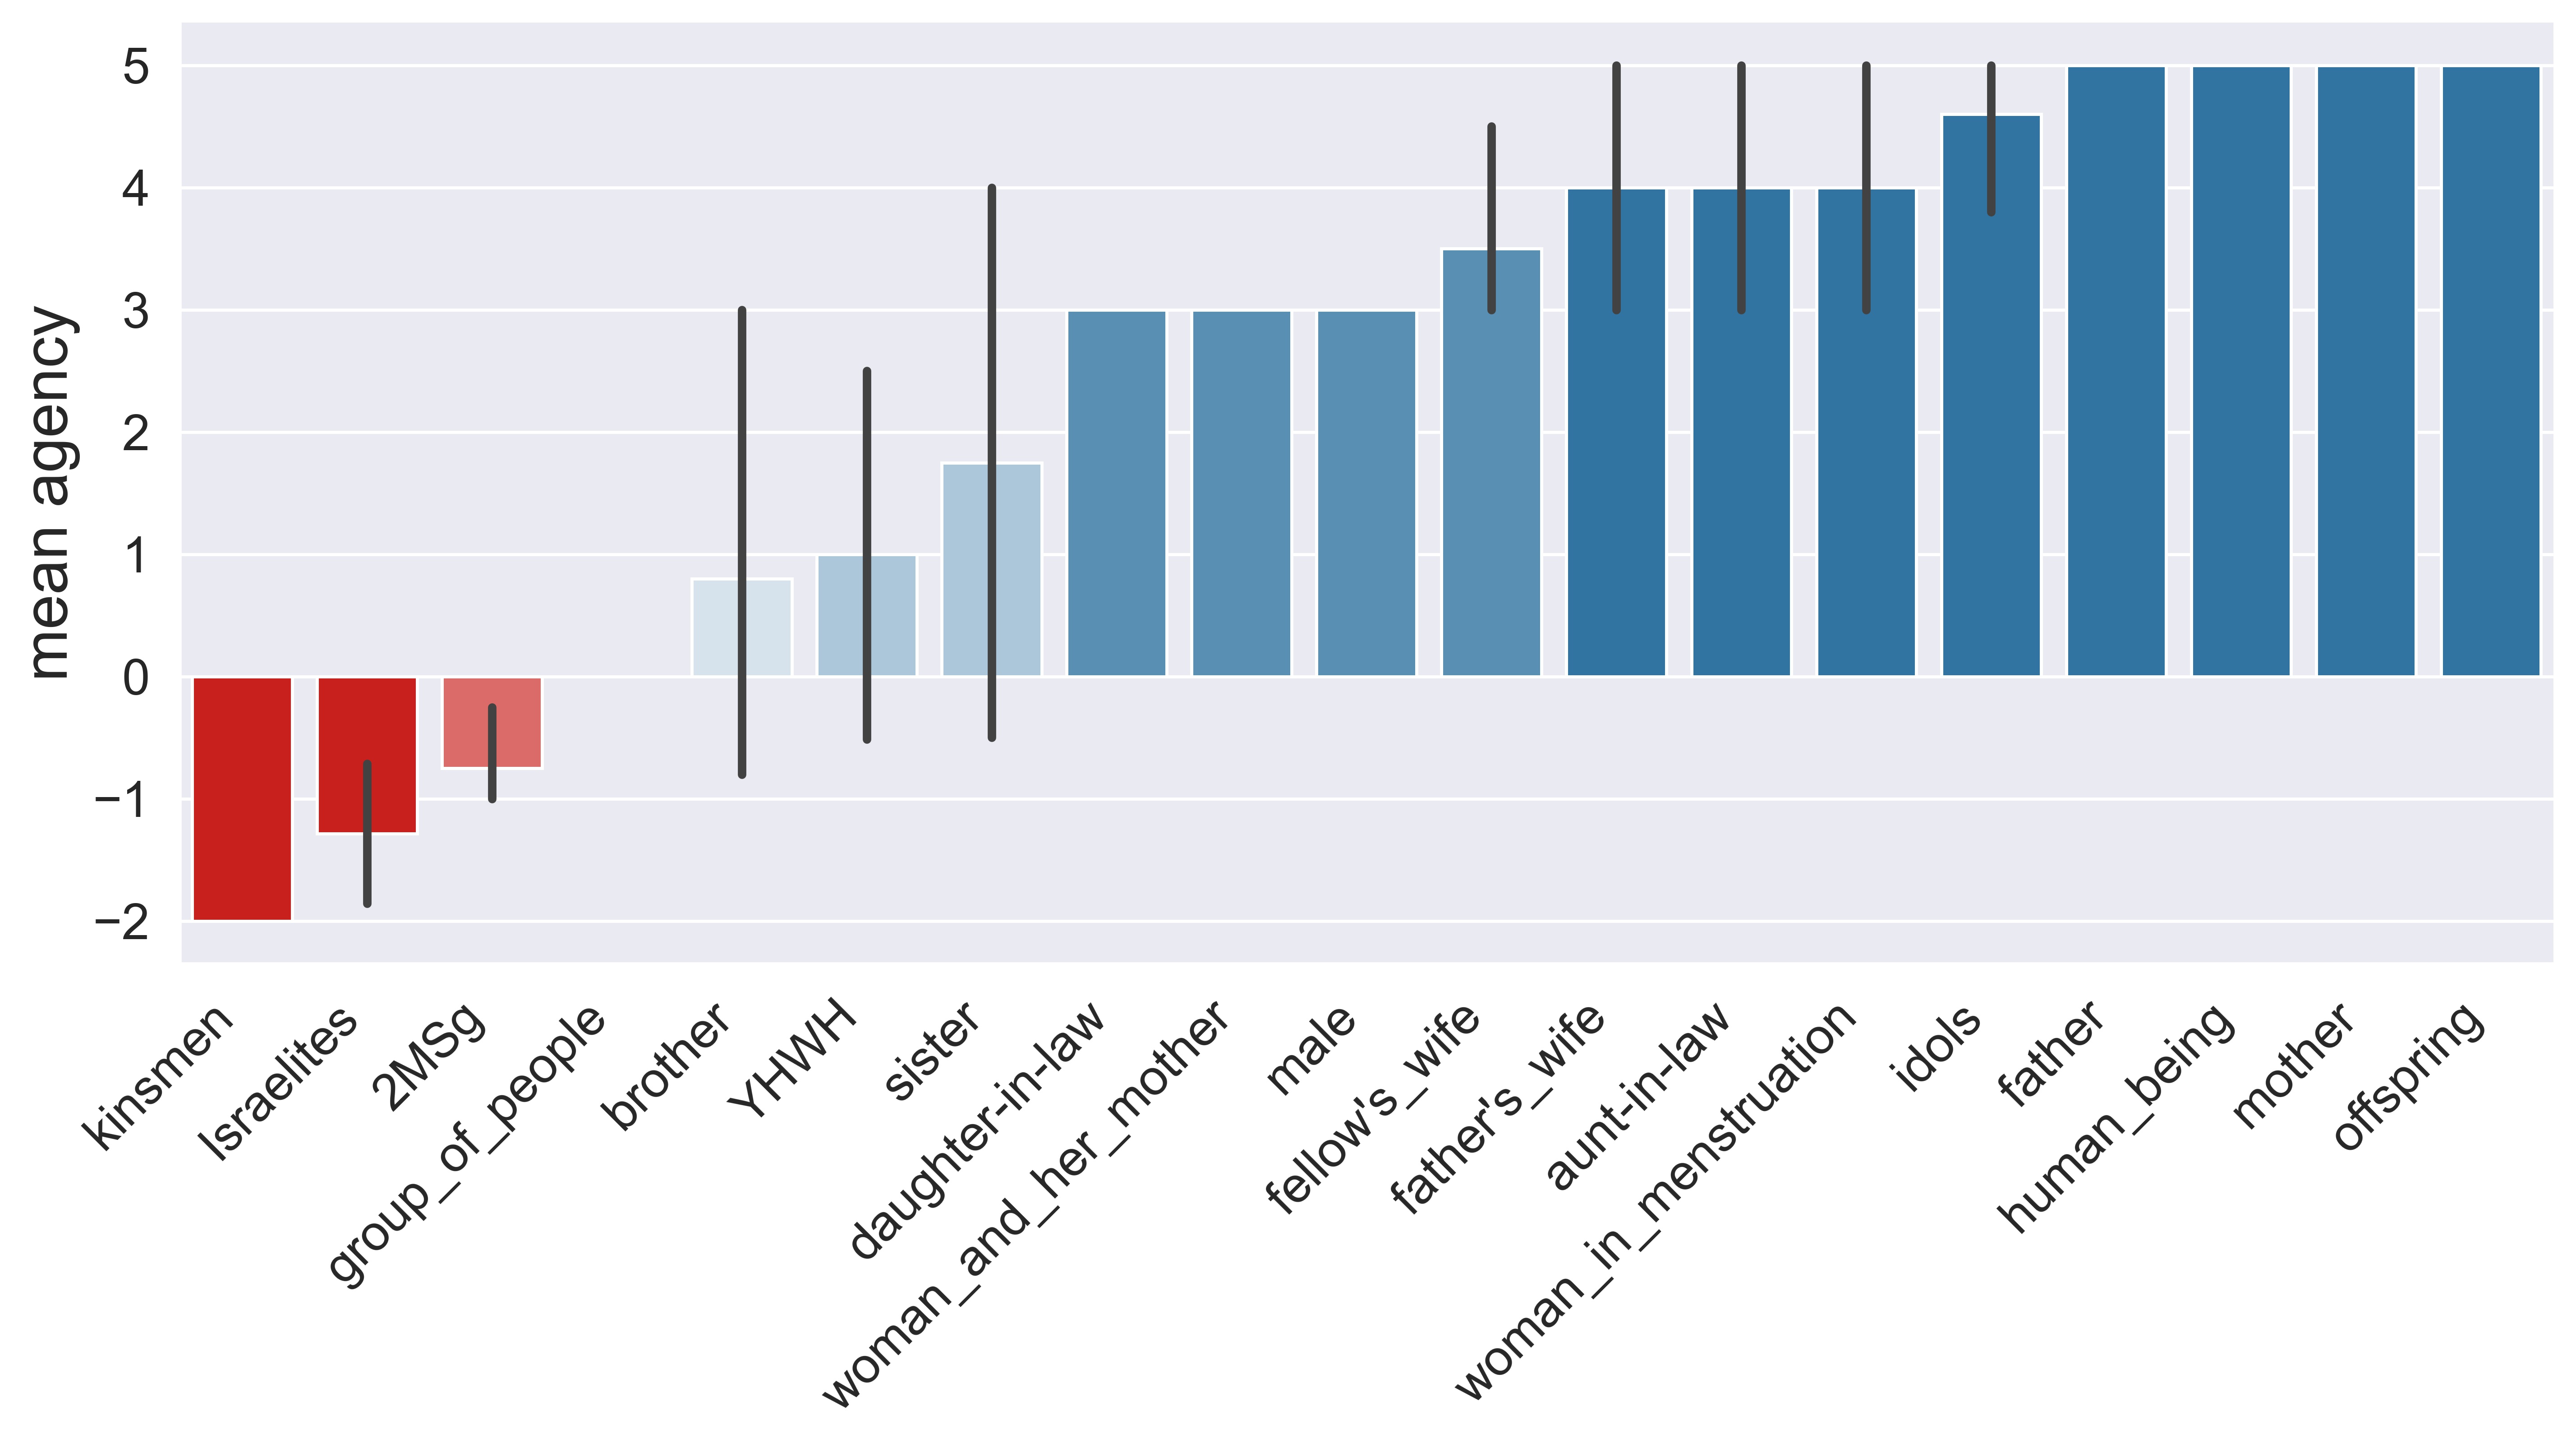 mean agency
5
4
3
2
1
0
−1
−2
kinsmen
Israelites
2MSg
group_of_people
brother
YHWH
sister
daughter-in-law
woman_and_her_mother
male
fellow's_wife
father's_wife
aunt-in-law
woman_in_menstruation
idols
father
human_being
mother
offspring